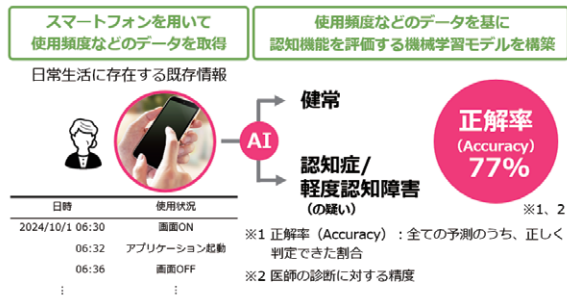 スマートフォンを用いて
使用頻度などのデータを取得
使用頻度などのデータを基に
認知機能を評価する機械学習モデルを構築
日常生活に存在する既存情報
AI
健常
認知症/
軽度認知障害
(の疑い)
正解率
(Accuracy)
77%
※1、2
日時 使用状況
2024/10/1 06:30 画面ON
06:32 アプリケーション起動
06:36 画面OFF
⋮ ⋮
※1 正解率（Accuracy）：全ての予測のうち、正しく
判定できた割合
※2 医師の診断に対する精度